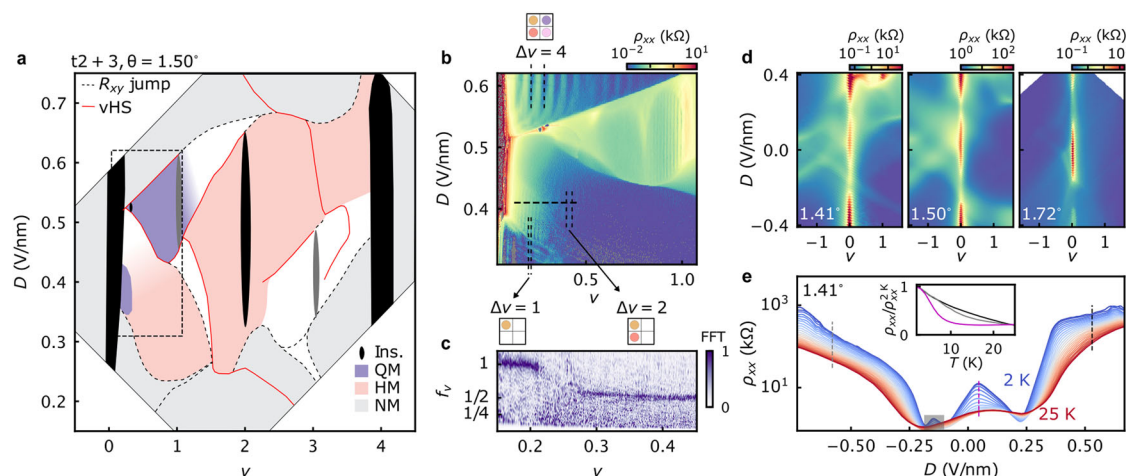 a
t2 + 3, θ = 1.50°
R_xy jump
vHS
D (V/nm)
0.7
0.6
0.5
0.4
0.3
0.2
Ins.
QM
HM
NM
0 1 2 3 4
ν
Δν = 4
b
ρ_xx (kΩ)
10^-2 10^1
D (V/nm)
0.6
0.5
0.4
0.5 1.0
ν
Δν = 1
Δν = 2
c
FFT
1
0
f_ν
1
1/2
1/4
0.2 0.3 0.4
ν
d
ρ_xx (kΩ) ρ_xx (kΩ) ρ_xx (kΩ)
10^-1 10^1 10^0 10^2 10^-1 10^1
D (V/nm)
0.4
0.0
−0.4
1.41° 1.50° 1.72°
−1 0 1 −1 0 1 −1 0 1
ν ν ν
e
1.41°
ρ_xx (kΩ)
10^3
10^1
ρ_xx/ρ_xx^2 K
1
0
0 20
T (K)
2 K
25 K
−0.50 −0.25 0.00 0.25 0.50
D (V/nm)